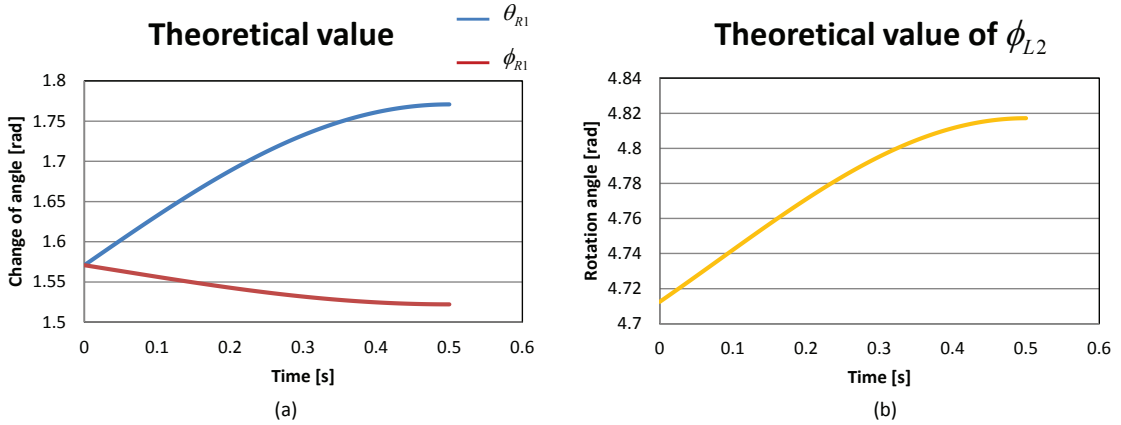 Theoretical value
θR1
ϕR1
Change of angle [rad]
1.8
1.75
1.7
1.65
1.6
1.55
1.5
0 0.1 0.2 0.3 0.4 0.5 0.6
Time [s]
(a)
Theoretical value of ϕL2
Rotation angle [rad]
4.84
4.82
4.8
4.78
4.76
4.74
4.72
4.7
0 0.1 0.2 0.3 0.4 0.5 0.6
Time [s]
(b)